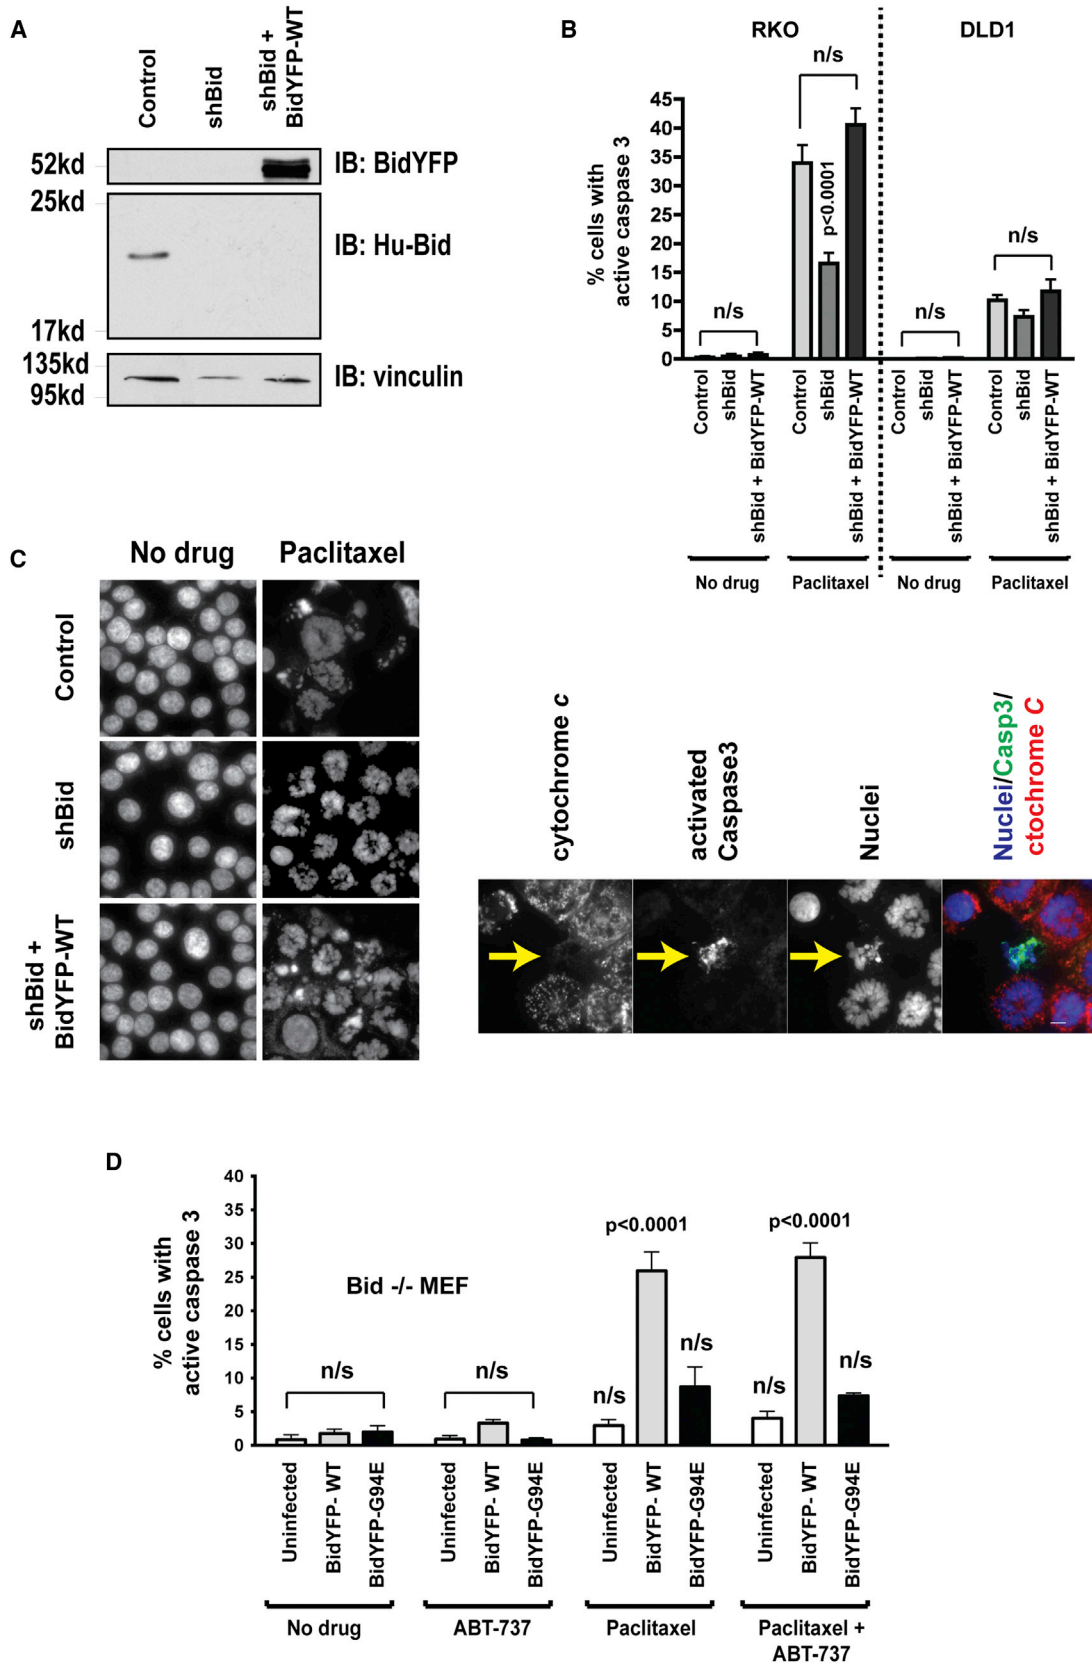 A
Control
shBid
shBid +
BidYFP-WT
52kd
IB: BidYFP
25kd
IB: Hu-Bid
17kd
135kd
IB: vinculin
95kd
B
RKO
DLD1
n/s
% cells with
active caspase 3
45
40
35
30
25
20
15
10
5
0
p<0.0001
n/s
n/s
n/s
Control
shBid
shBid + BidYFP-WT
Control
shBid
shBid + BidYFP-WT
Control
shBid
shBid + BidYFP-WT
Control
shBid
shBid + BidYFP-WT
No drug
Paclitaxel
No drug
Paclitaxel
C
No drug
Paclitaxel
Control
shBid
shBid +
BidYFP-WT
cytochrome c
activated
Caspase3
Nuclei
Nuclei/Casp3/
ctochrome C
D
% cells with
active caspase 3
40
35
30
25
20
15
10
5
0
Bid -/- MEF
n/s
n/s
n/s
p<0.0001
n/s
n/s
p<0.0001
n/s
Uninfected
BidYFP- WT
BidYFP-G94E
Uninfected
BidYFP- WT
BidYFP-G94E
Uninfected
BidYFP- WT
BidYFP-G94E
Uninfected
BidYFP- WT
BidYFP-G94E
No drug
ABT-737
Paclitaxel
Paclitaxel +
ABT-737